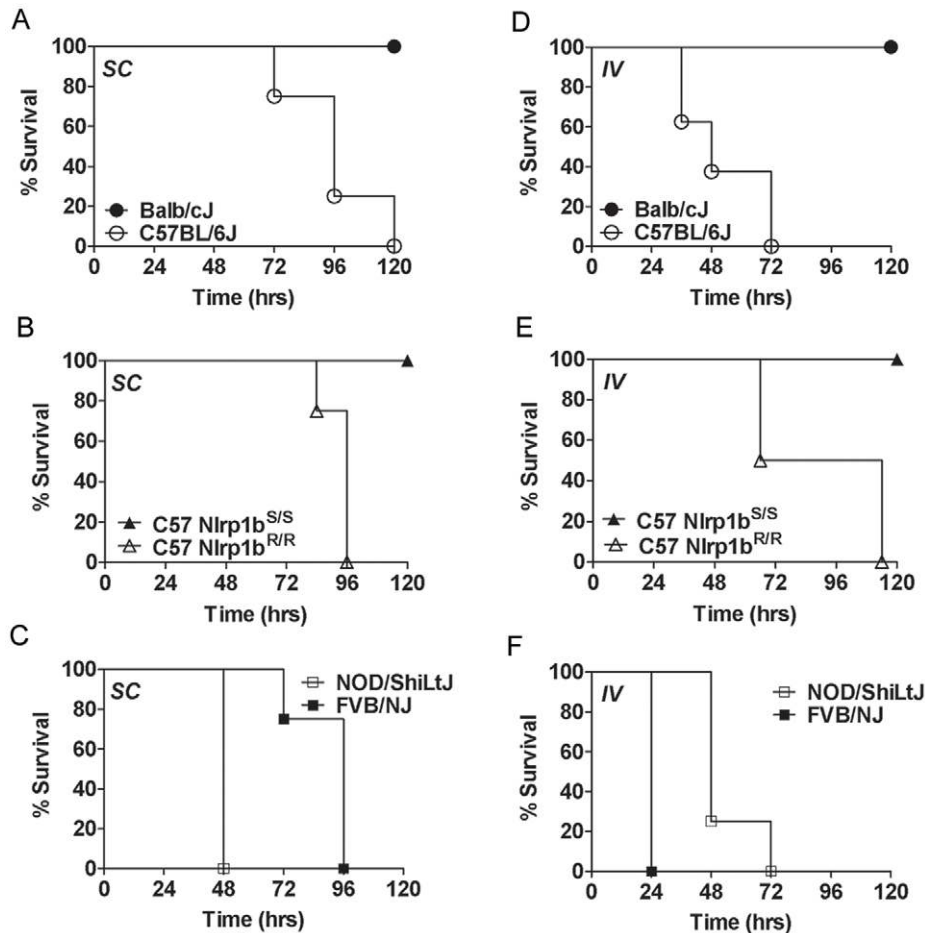 A
100
80
60
40
20
0
% Survival
SC
Balb/cJ
C57BL/6J
0 24 48 72 96 120
Time (hrs)
D
100
80
60
40
20
0
% Survival
IV
Balb/cJ
C57BL/6J
0 24 48 72 96 120
Time (hrs)
B
100
80
60
40
20
0
% Survival
SC
C57 Nlrp1b^S/S
C57 Nlrp1b^R/R
0 24 48 72 96 120
Time (hrs)
E
100
80
60
40
20
0
% Survival
IV
C57 Nlrp1b^S/S
C57 Nlrp1b^R/R
0 24 48 72 96 120
Time (hrs)
C
100
80
60
40
20
0
% Survival
SC
NOD/ShiLtJ
FVB/NJ
0 24 48 72 96 120
Time (hrs)
F
100
80
60
40
20
0
% Survival
IV
NOD/ShiLtJ
FVB/NJ
0 24 48 72 96 120
Time (hrs)